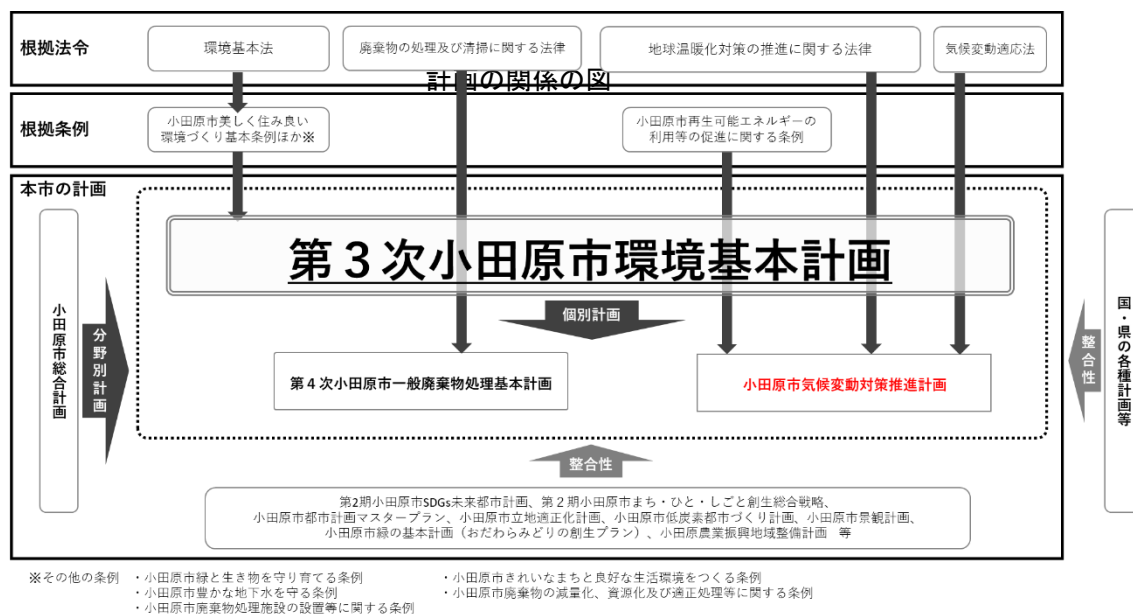 根拠法令
環境基本法
廃棄物の処理及び清掃に関する法律
地球温暖化対策の推進に関する法律
気候変動適応法
計画の関係の図
根拠条例
小田原市美しく住み良い
環境づくり基本条例ほか※
小田原市再生可能エネルギーの
利用等の促進に関する条例
本市の計画
第３次小田原市環境基本計画
小田原市総合計画
分野別計画
個別計画
第４次小田原市一般廃棄物処理基本計画
小田原市気候変動対策推進計画
整合性
国・県の各種計画等
整合性
第2期小田原市SDGs未来都市計画、第２期小田原市まち・ひと・しごと創生総合戦略、
小田原市都市計画マスタープラン、小田原市立地適正化計画、小田原市低炭素都市づくり計画、小田原市景観計画、
小田原市緑の基本計画（おだわらみどりの創生プラン）、小田原農業振興地域整備計画　等
※その他の条例　・小田原市緑と生き物を守り育てる条例　・小田原市きれいなまちと良好な生活環境をつくる条例
・小田原市豊かな地下水を守る条例　・小田原市廃棄物の減量化、資源化及び適正処理等に関する条例
・小田原市廃棄物処理施設の設置等に関する条例